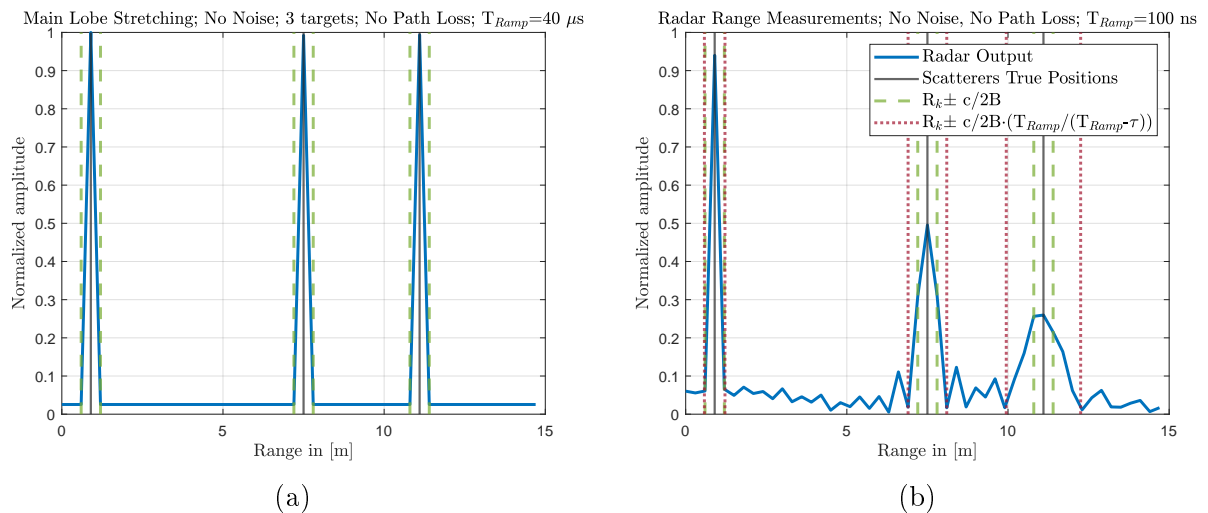 Main Lobe Stretching; No Noise; 3 targets; No Path Loss; T_Ramp=40 μs
1
0.9
0.8
0.7
0.6
0.5
0.4
0.3
0.2
0.1
0
Normalized amplitude
0 5 10 15
Range in [m]
(a)
Radar Range Measurements; No Noise, No Path Loss; T_Ramp=100 ns
Radar Output
Scatterers True Positions
R_k± c/2B
R_k± c/2B·(T_Ramp/(T_Ramp-τ))
1
0.9
0.8
0.7
0.6
0.5
0.4
0.3
0.2
0.1
0
Normalized amplitude
0 5 10 15
Range in [m]
(b)